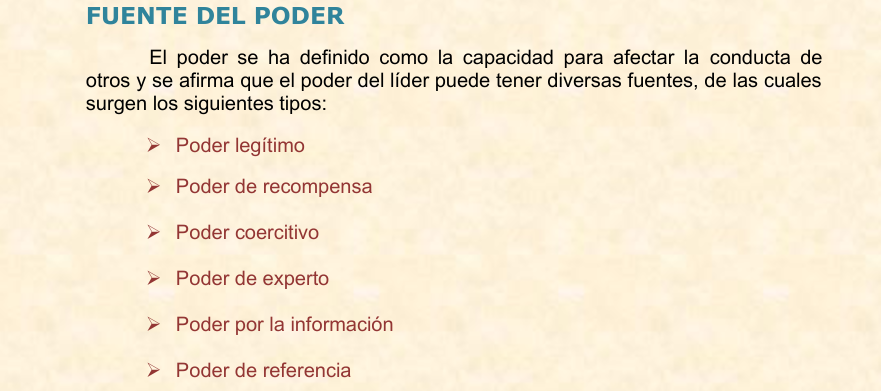 FUENTE DEL PODER
El poder se ha definido como la capacidad para afectar la conducta de
otros y se afirma que el poder del líder puede tener diversas fuentes, de las cuales
surgen los siguientes tipos:
➢ Poder legítimo
➢ Poder de recompensa
➢ Poder coercitivo
➢ Poder de experto
➢ Poder por la información
➢ Poder de referencia